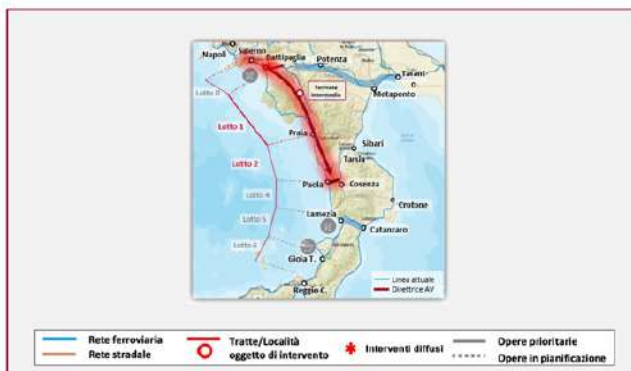 Napoli
Salerno
Battipaglia
Potenza
Taranto
Metaponto
Lotto 0
Fermate
intermedie
Lotto 1
Praia
Sibari
Tarsia
Lotto 2
Paola
Cosenza
Lotto 4
Crotone
Lotto 5
Lamezia
Catanzaro
Lotto 6
Gioia T.
Linea attuale
Direttrice AV
Reggio C.
Rete ferroviaria
Rete stradale
Tratte/Località
oggetto di intervento
Interventi diffusi
Opere prioritarie
Opere in pianificazione